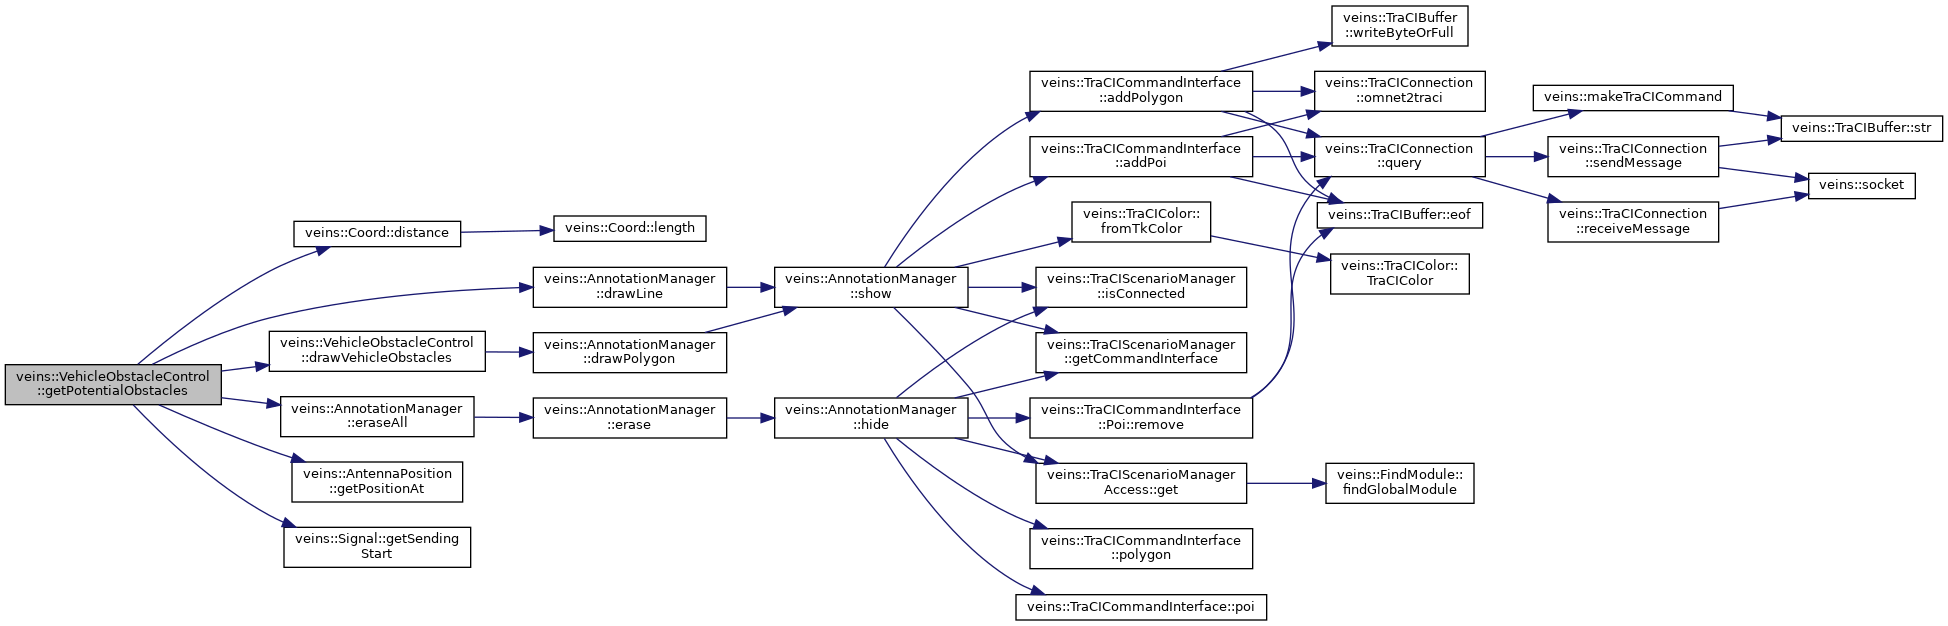 veins::VehicleObstacleControl
::getPotentialObstacles
veins::Coord::distance
veins::Coord::length
veins::AnnotationManager
::drawLine
veins::VehicleObstacleControl
::drawVehicleObstacles
veins::AnnotationManager
::drawPolygon
veins::AnnotationManager
::eraseAll
veins::AnnotationManager
::erase
veins::AntennaPosition
::getPositionAt
veins::Signal::getSending
Start
veins::AnnotationManager
::show
veins::AnnotationManager
::hide
veins::TraCICommandInterface
::addPolygon
veins::TraCICommandInterface
::addPoi
veins::TraCIColor::
fromTkColor
veins::TraCIScenarioManager
::isConnected
veins::TraCIScenarioManager
::getCommandInterface
veins::TraCICommandInterface
::Poi::remove
veins::TraCIScenarioManager
Access::get
veins::TraCICommandInterface
::polygon
veins::TraCICommandInterface::poi
veins::TraCIBuffer
::writeByteOrFull
veins::TraCIConnection
::omnet2traci
veins::TraCIConnection
::query
veins::TraCIBuffer::eof
veins::TraCIColor::
TraCIColor
veins::FindModule::
findGlobalModule
veins::makeTraCICommand
veins::TraCIConnection
::sendMessage
veins::TraCIConnection
::receiveMessage
veins::TraCIBuffer::str
veins::socket